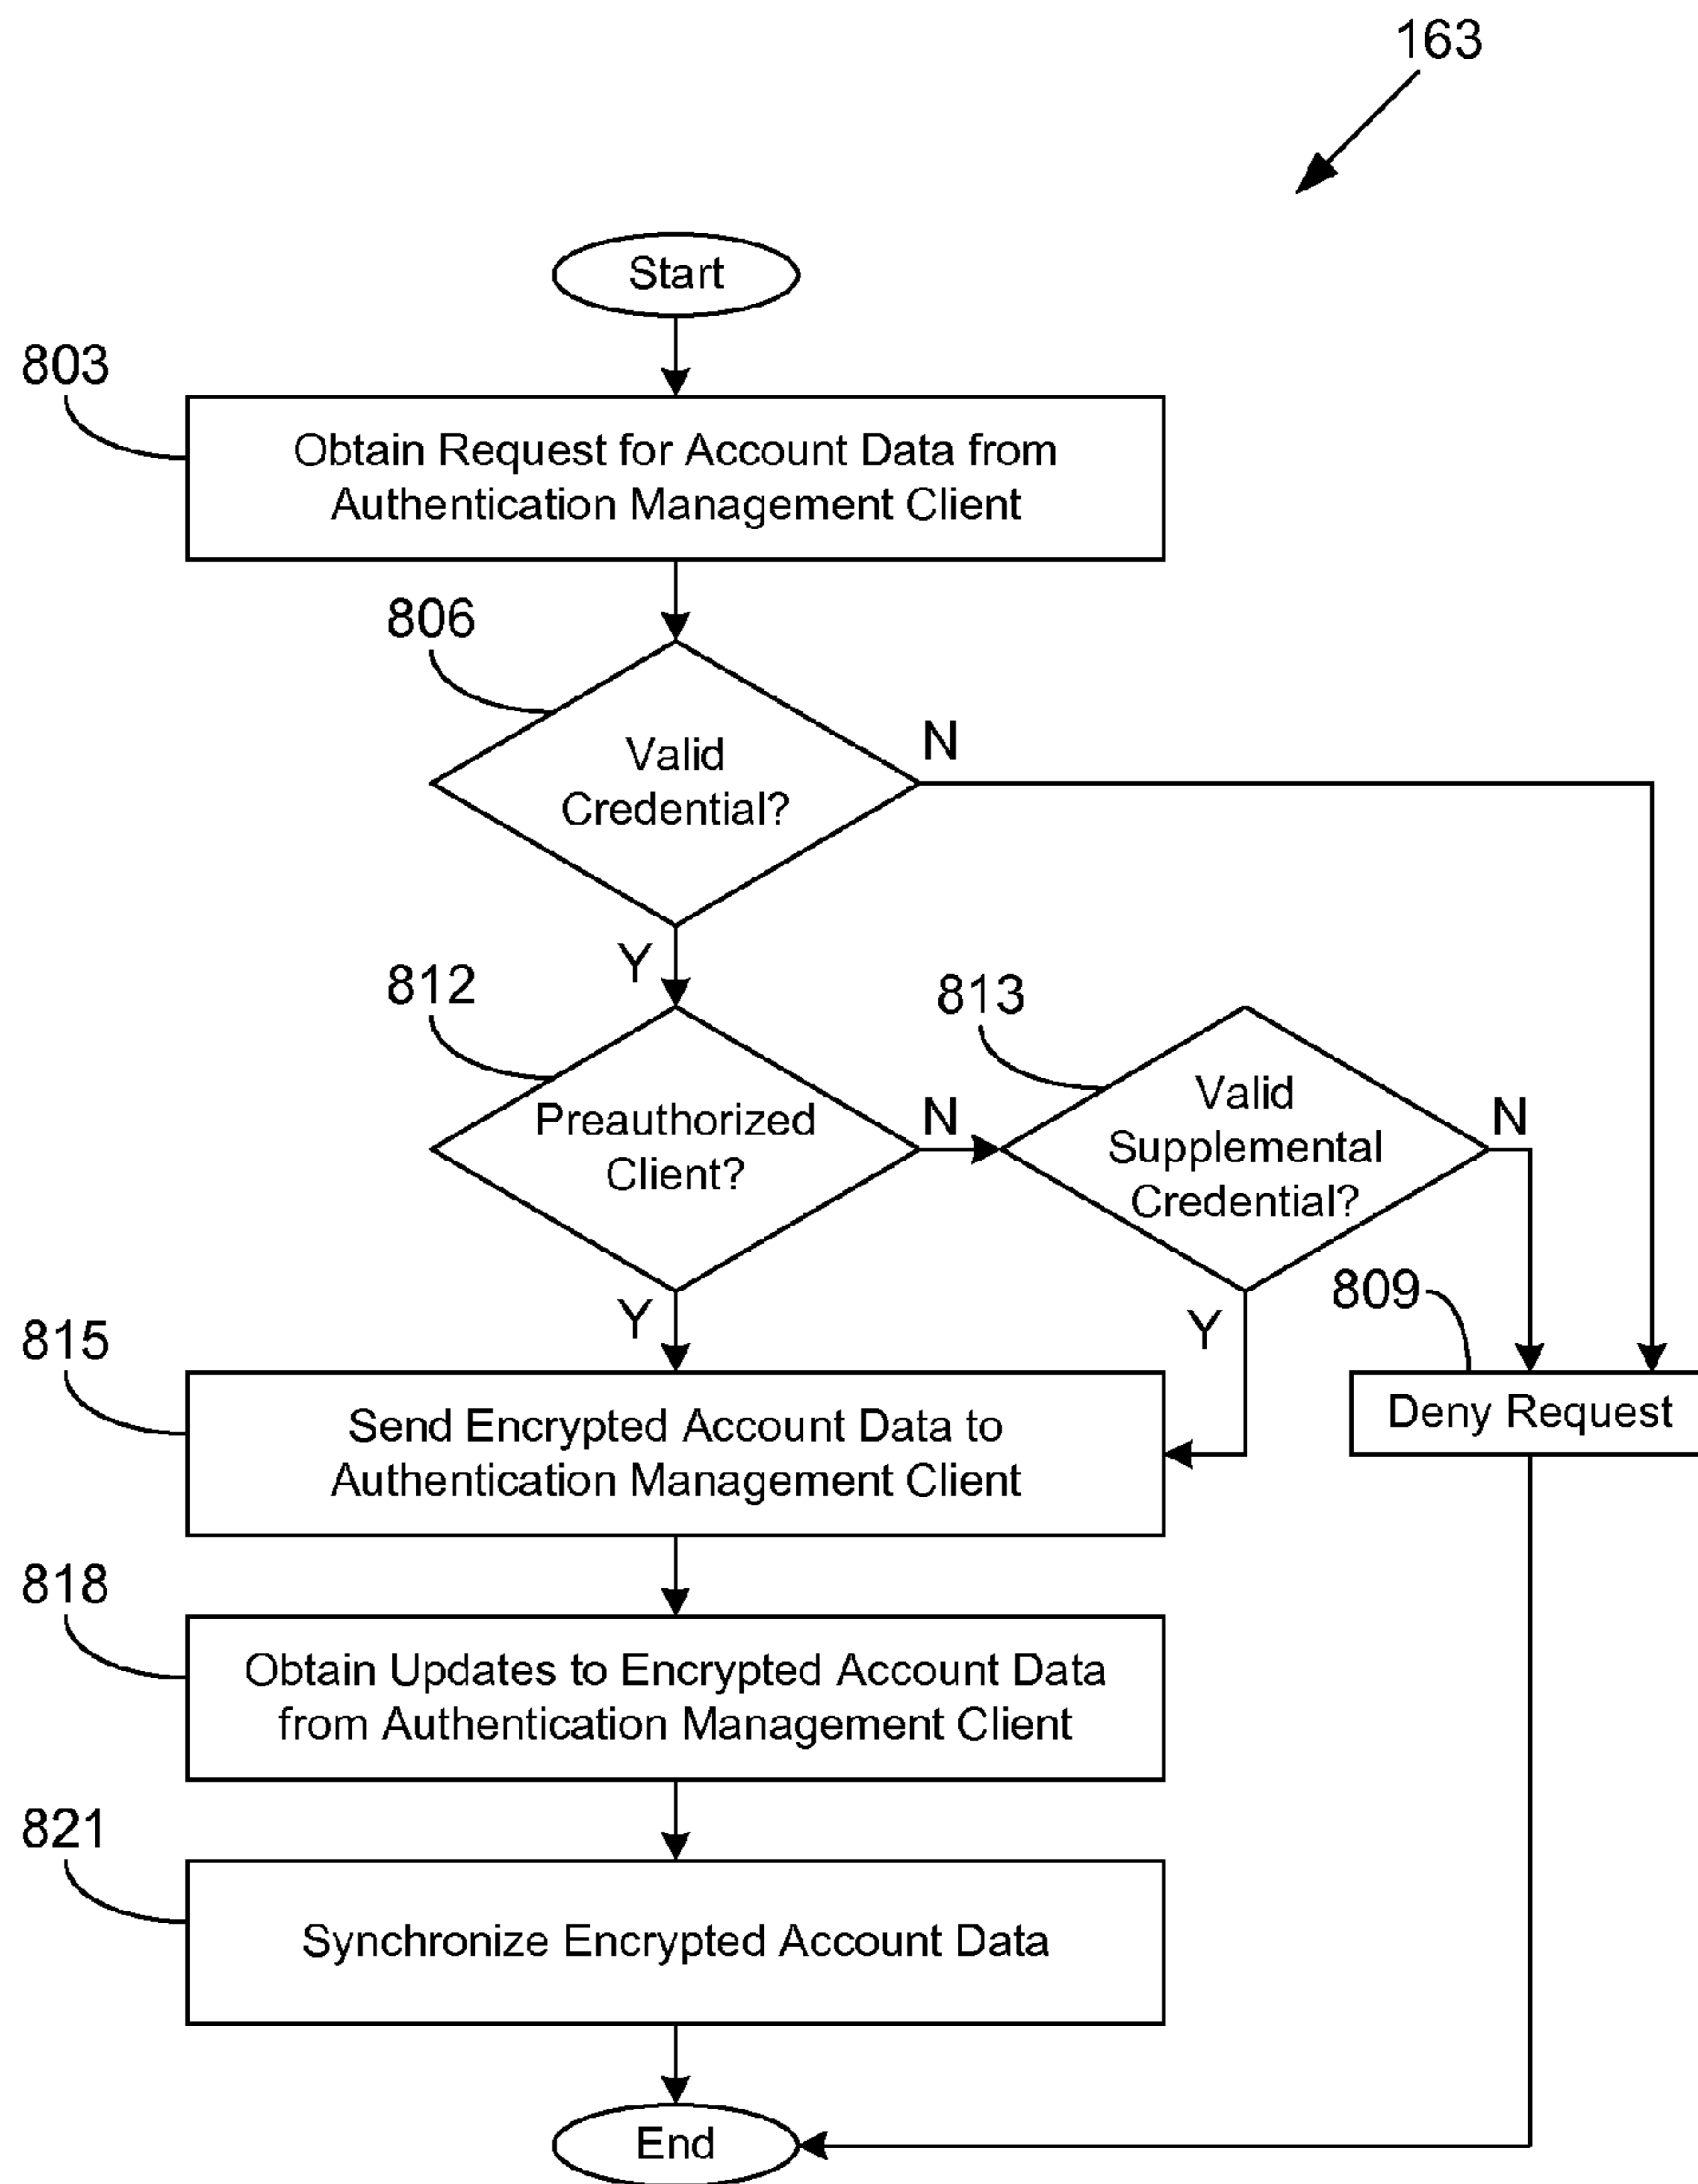 163
Start
803
Obtain Request for Account Data from
Authentication Management Client
806
Valid
Credential?
N
Y
812
813
Preauthorized
Client?
N
Valid
Supplemental
Credential?
N
Y
Y
809
815
Send Encrypted Account Data to
Authentication Management Client
Deny Request
818
Obtain Updates to Encrypted Account Data
from Authentication Management Client
821
Synchronize Encrypted Account Data
End